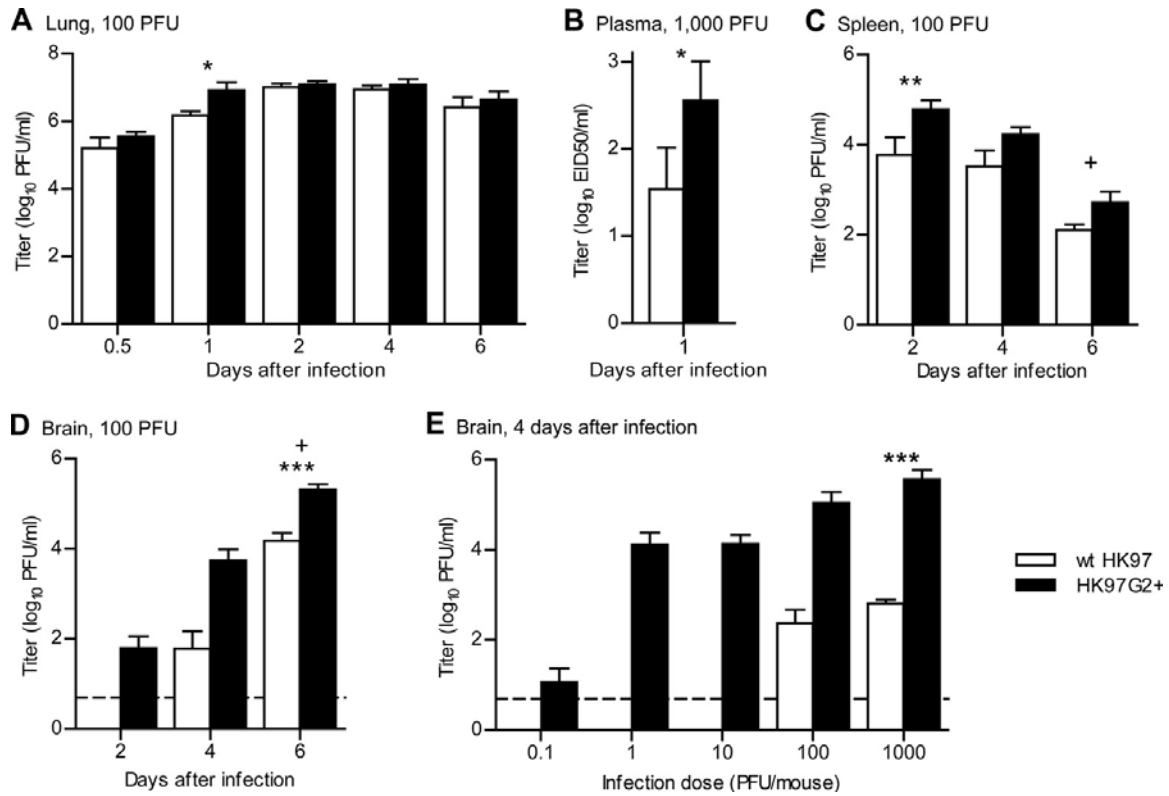 A Lung, 100 PFU
Titer (log10 PFU/ml)
8
6
4
2
0
*
0.5 1 2 4 6
Days after infection
B Plasma, 1,000 PFU
Titer (log10 EID50/ml)
3
2
1
0
*
1
Days after infection
C Spleen, 100 PFU
Titer (log10 PFU/ml)
6
4
2
0
**
+
2 4 6
Days after infection
D Brain, 100 PFU
Titer (log10 PFU/ml)
6
4
2
0
+
***
2 4 6
Days after infection
E Brain, 4 days after infection
Titer (log10 PFU/ml)
6
4
2
0
***
0.1 1 10 100 1000
Infection dose (PFU/mouse)
wt HK97
HK97G2+